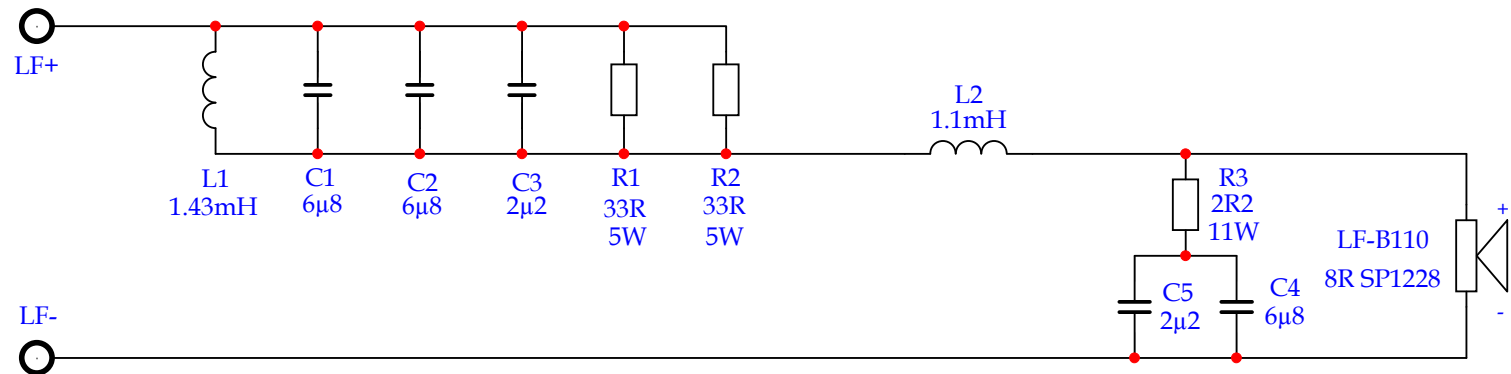 LF+
L1
1.43mH
C1
6µ8
C2
6µ8
C3
2µ2
R1
33R
5W
R2
33R
5W
L2
1.1mH
R3
2R2
11W
C5
2µ2
C4
6µ8
LF-B110
8R SP1228
+
-
LF-